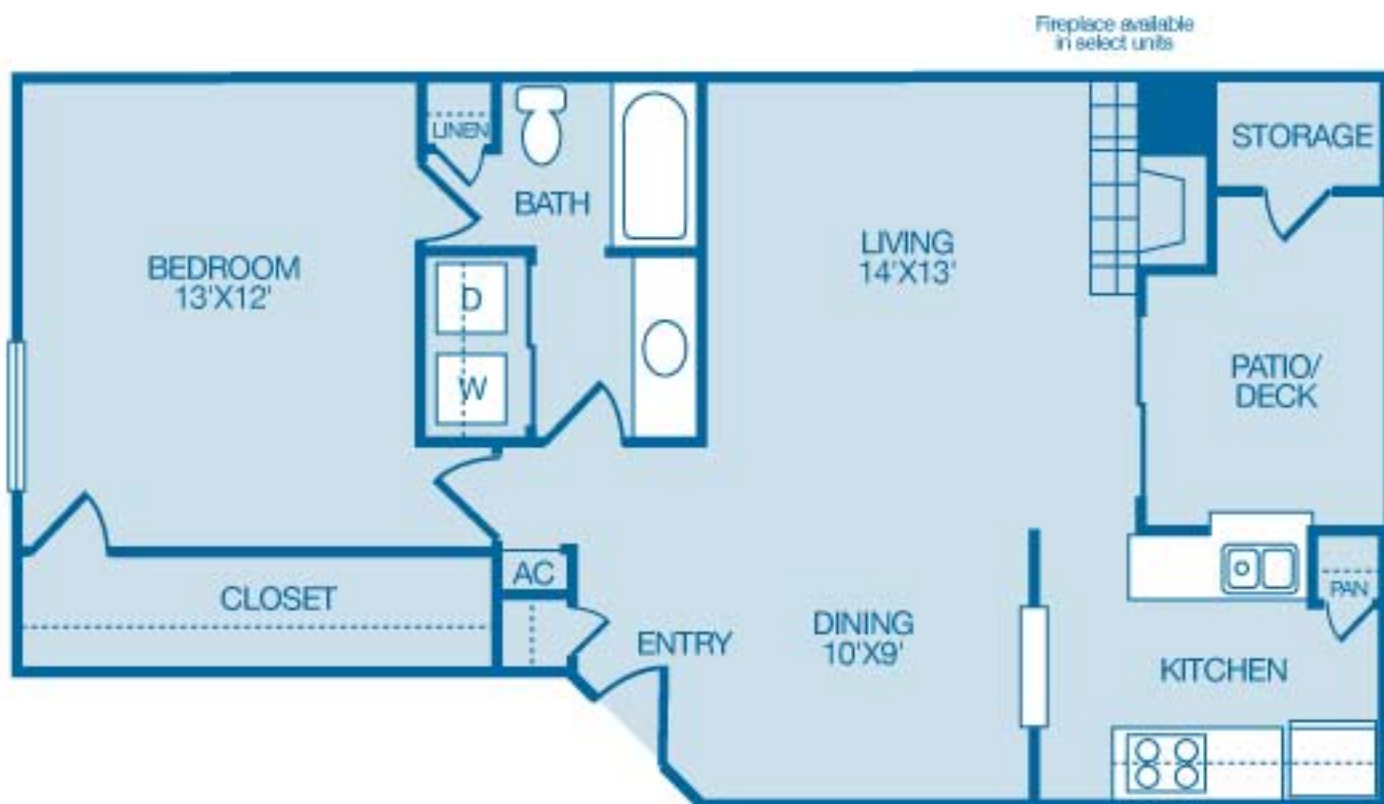 Fireplace available
in select units
LINEN
STORAGE
BATH
BEDROOM
13'X12'
LIVING
14'X13'
D
W
PATIO/
DECK
AC
CLOSET
PAN
ENTRY
DINING
10'X9'
KITCHEN